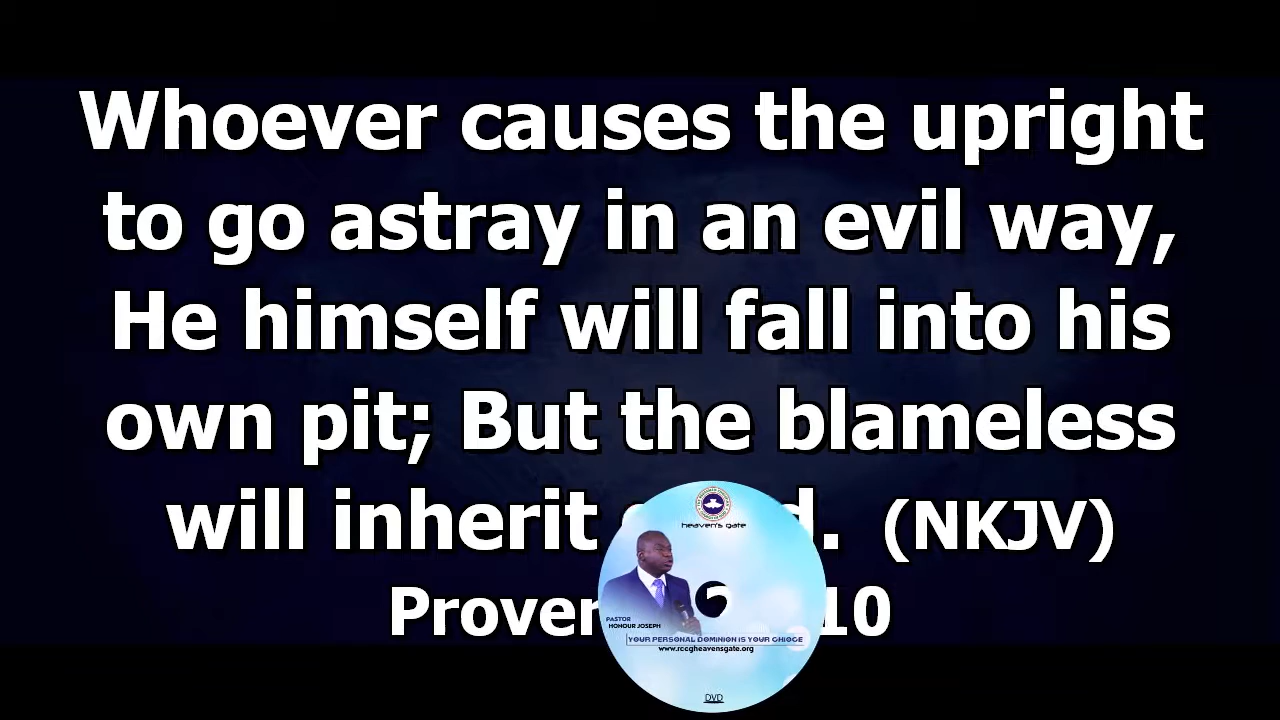 Whoever causes the upright
to go astray in an evil way,
He himself will fall into his
own pit; But the blameless
will inherit (NKJV)
10
heaven's gate
PASTOR
HONOUR JOSEPH
YOUR PERSONAL DOMINION IS YOUR CHIOCE
www.rccgheavensgate.org
DVD